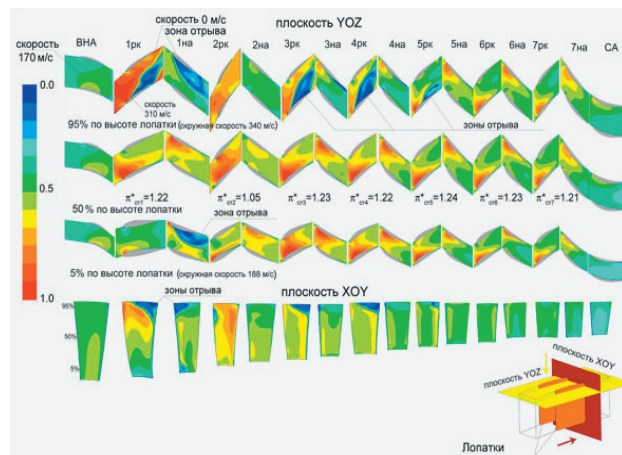 скорость 0 м/с
плоскость YOZ
скорость
170 м/с
ВНА
1рк
зона отрыва
1на
2рк
2на
3рк
3на
4рк
4на
5рк
5на
6рк
6на
7рк
7на
СА
0.0
скорость
310 м/с
95% по высоте лопатки (окружная скорость 340 м/с)
зоны отрыва
0.5
π*ст1=1.22
π*ст2=1.05
π*ст3=1.23
π*ст4=1.22
π*ст5=1.24
π*ст6=1.23
π*ст7=1.21
50% по высоте лопатки
зона отрыва
5% по высоте лопатки (окружная скорость 188 м/с)
1.0
зоны отрыва
плоскость XOY
95%
50%
5%
плоскость YOZ
плоскость XOY
Лопатки